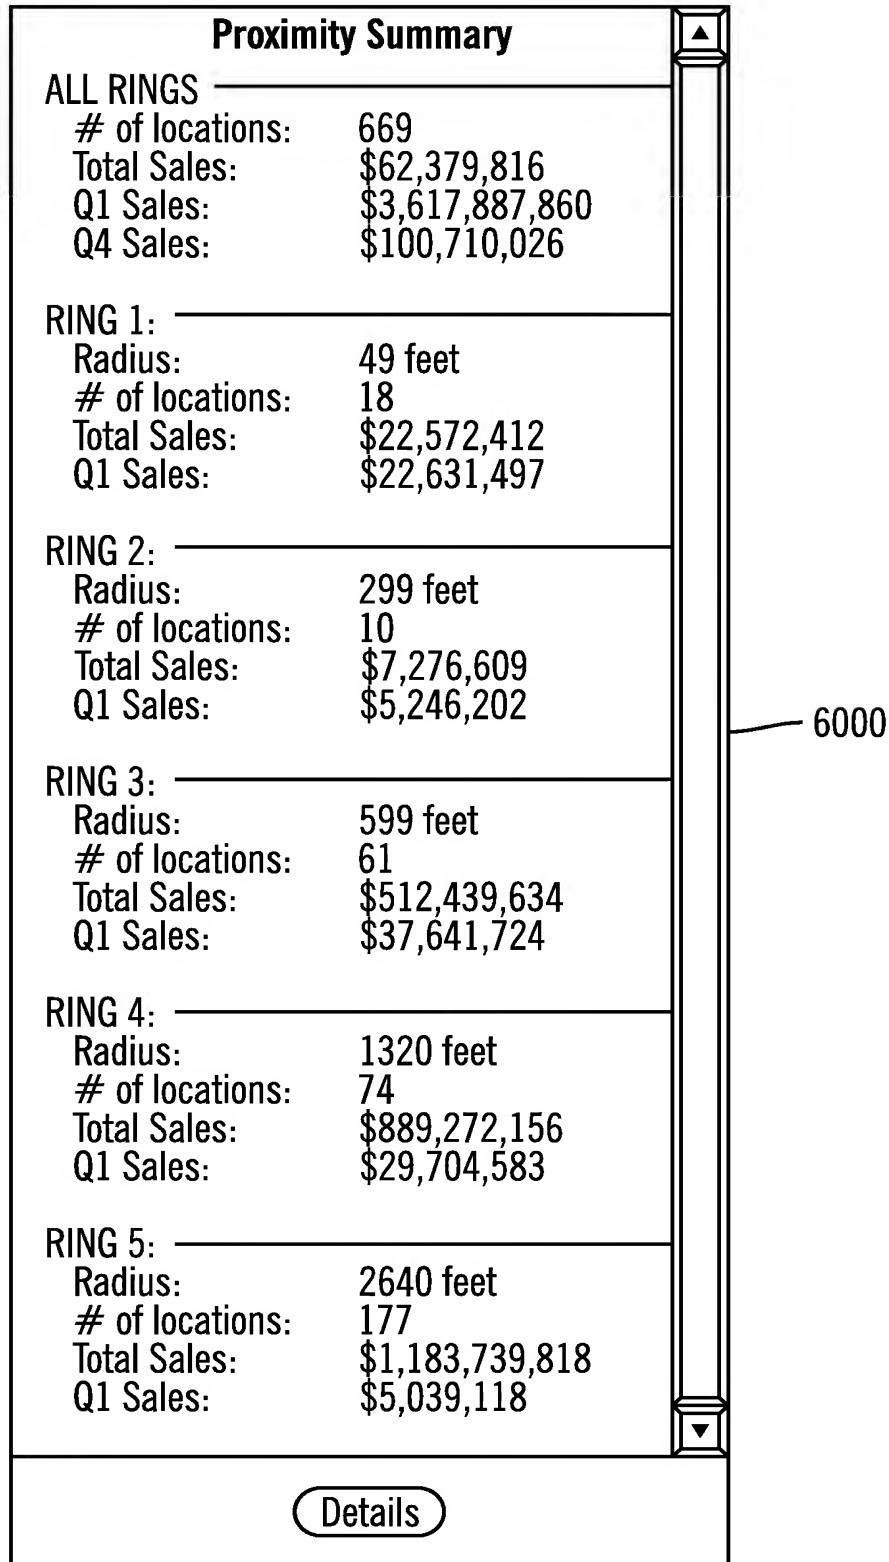 Proximity Summary
ALL RINGS
# of locations: 669
Total Sales: $62,379,816
Q1 Sales: $3,617,887,860
Q4 Sales: $100,710,026
RING 1:
Radius: 49 feet
# of locations: 18
Total Sales: $22,572,412
Q1 Sales: $22,631,497
RING 2:
Radius: 299 feet
# of locations: 10
Total Sales: $7,276,609
Q1 Sales: $5,246,202
6000
RING 3:
Radius: 599 feet
# of locations: 61
Total Sales: $512,439,634
Q1 Sales: $37,641,724
RING 4:
Radius: 1320 feet
# of locations: 74
Total Sales: $889,272,156
Q1 Sales: $29,704,583
RING 5:
Radius: 2640 feet
# of locations: 177
Total Sales: $1,183,739,818
Q1 Sales: $5,039,118
Details